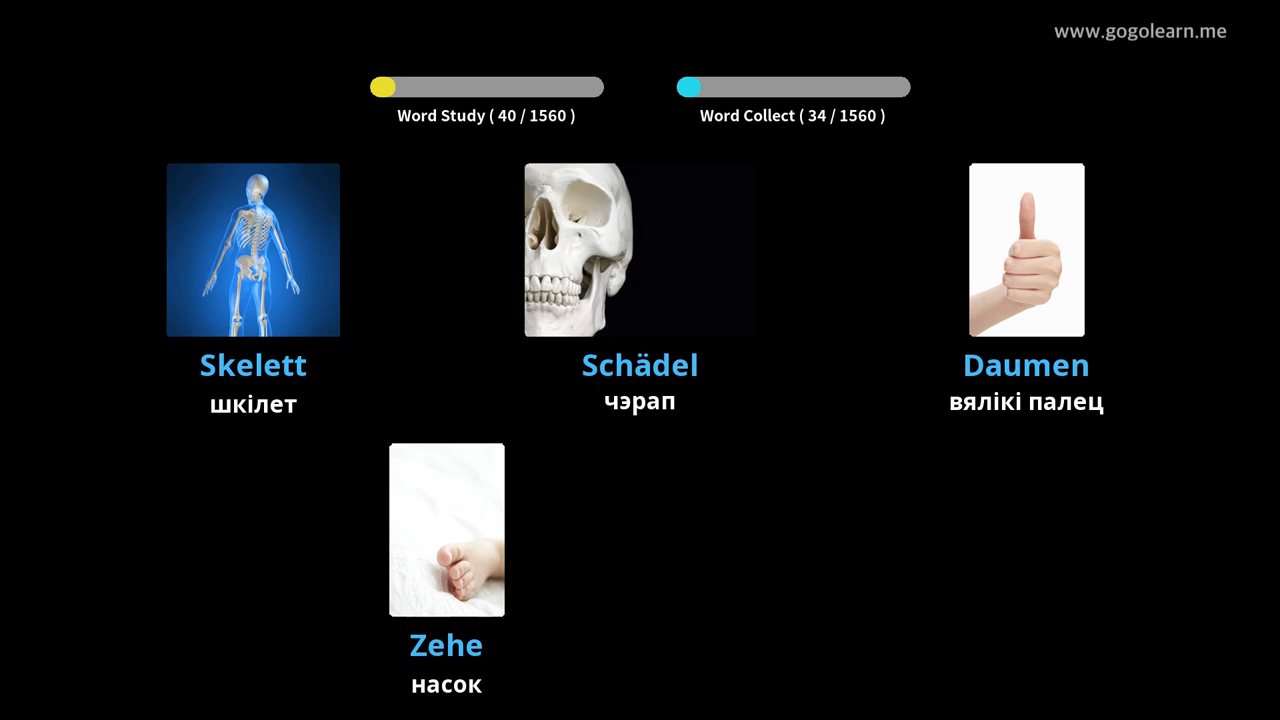 www.gogolearn.me
Word Study ( 40 / 1560 )
Word Collect ( 34 / 1560 )
Skelett
Schädel
Daumen
шкілет
чэрап
вялікі палец
Zehe
насок